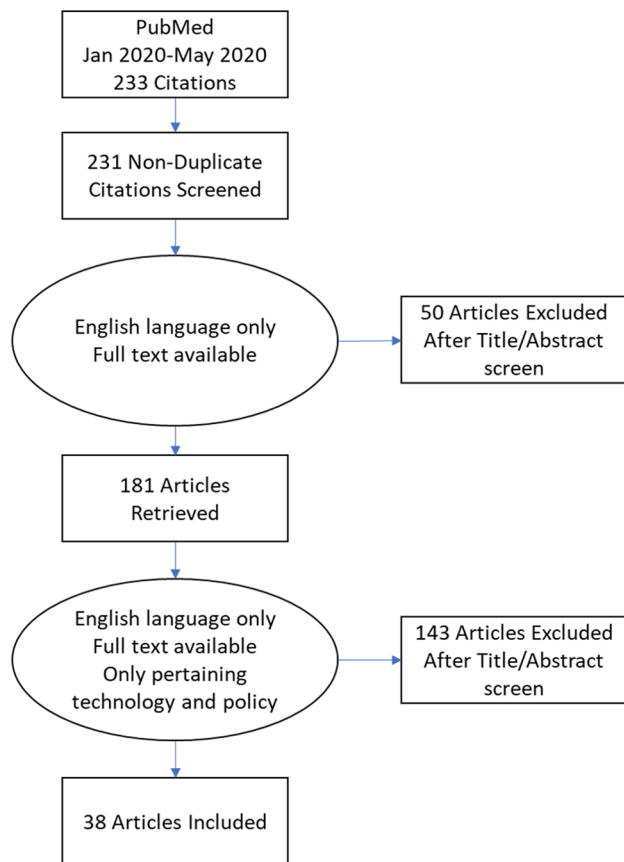 PubMed
Jan 2020-May 2020
233 Citations
231 Non-Duplicate
Citations Screened
English language only
Full text available
50 Articles Excluded
After Title/Abstract
screen
181 Articles
Retrieved
English language only
Full text available
Only pertaining
technology and policy
143 Articles Excluded
After Title/Abstract
screen
38 Articles Included